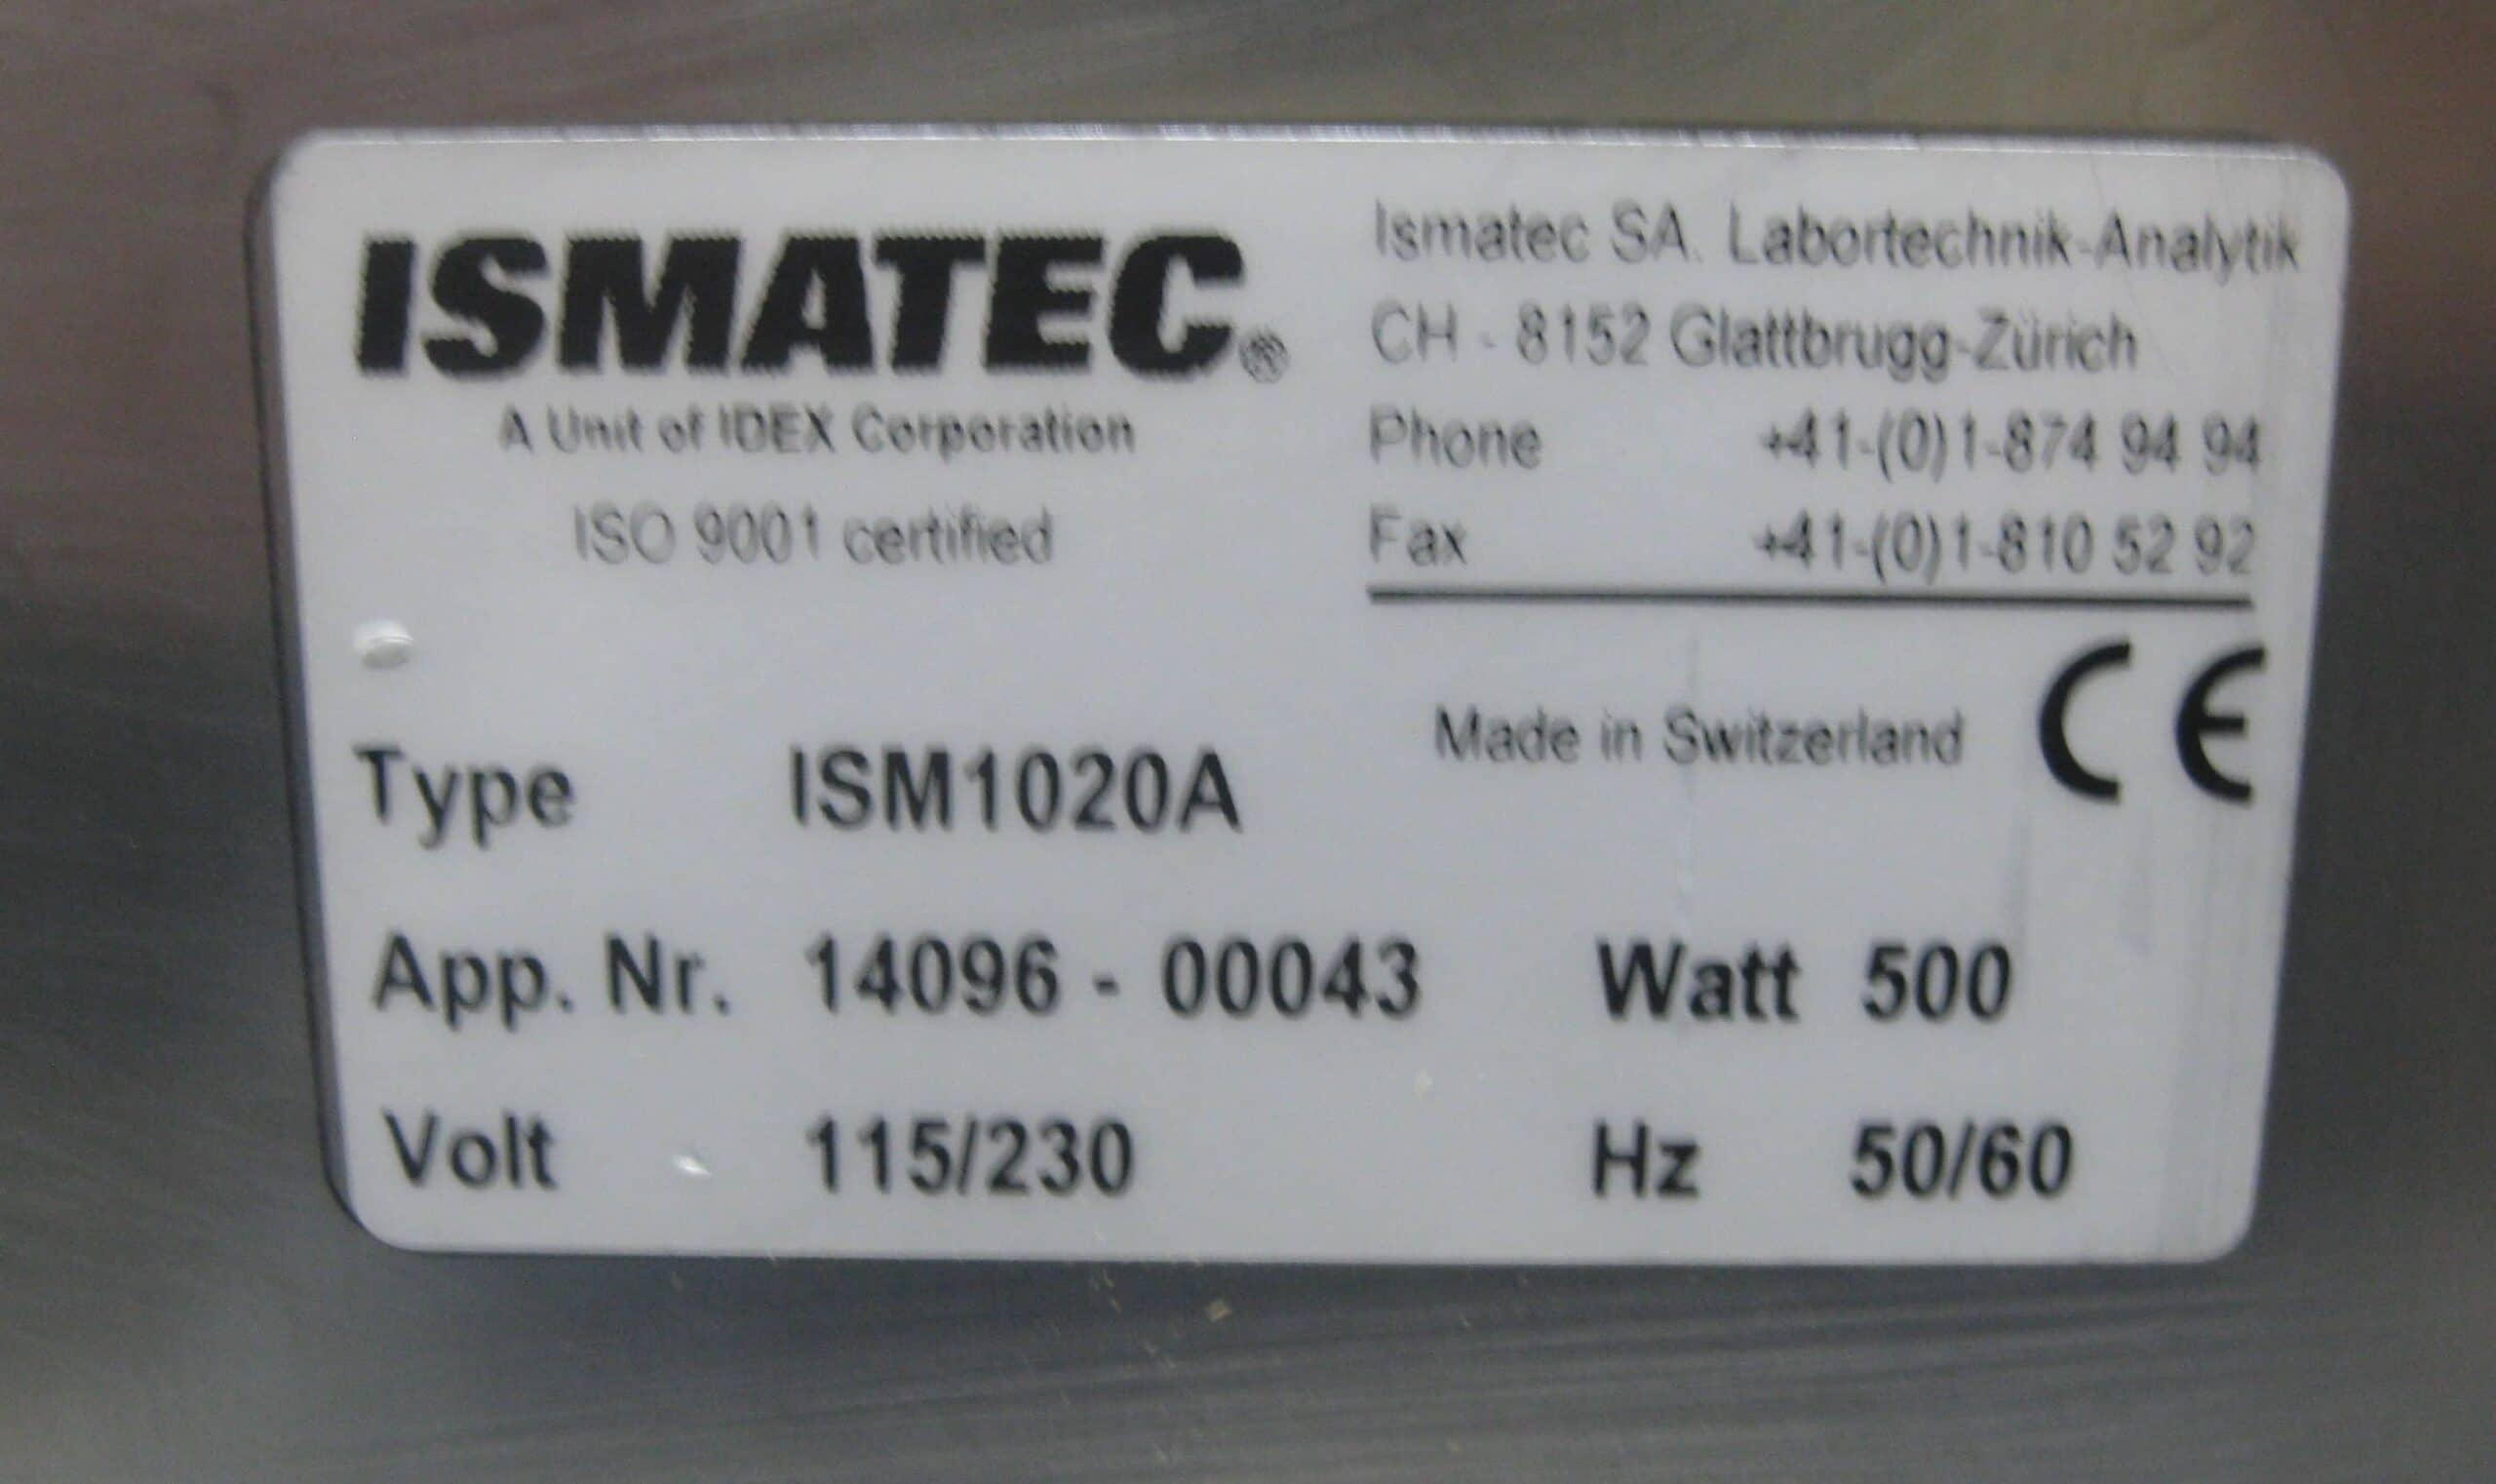 ISMATEC®
A Unit of IDEX Corporation
ISO 9001 certified
Ismatec SA. Labortechnik-Analytik
CH - 8152 Glattbrugg-Zürich
Phone +41-(0)1-874 94 94
Fax +41-(0)1-810 52 92
Made in Switzerland CE
Type ISM1020A
App. Nr. 14096 - 00043 Watt 500
Volt 115/230 Hz 50/60